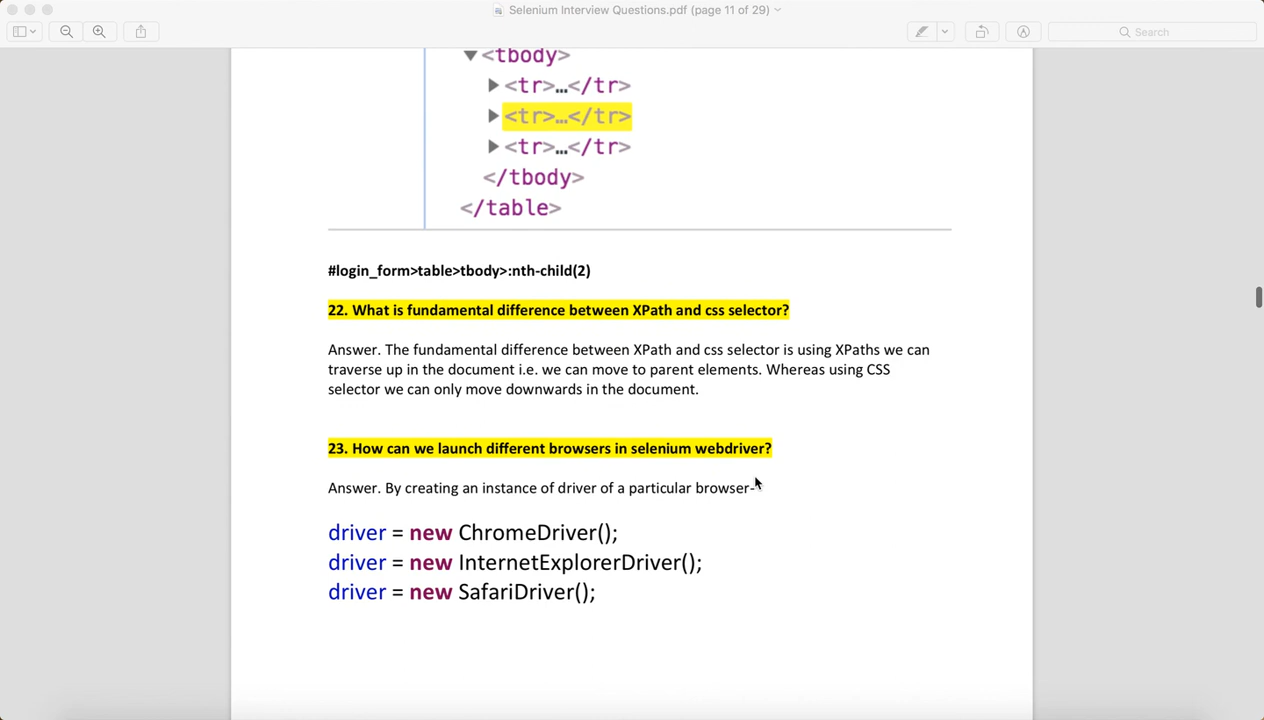 Selenium Interview Questions.pdf (page 11 of 29)
Search
<tbody>
<tr>…</tr>
<tr>…</tr>
<tr>…</tr>
</tbody>
</table>
#login_form>table>tbody>:nth-child(2)
22. What is fundamental difference between XPath and css selector?
Answer. The fundamental difference between XPath and css selector is using XPaths we can
traverse up in the document i.e. we can move to parent elements. Whereas using CSS
selector we can only move downwards in the document.
23. How can we launch different browsers in selenium webdriver?
Answer. By creating an instance of driver of a particular browser-
driver = new ChromeDriver();
driver = new InternetExplorerDriver();
driver = new SafariDriver();